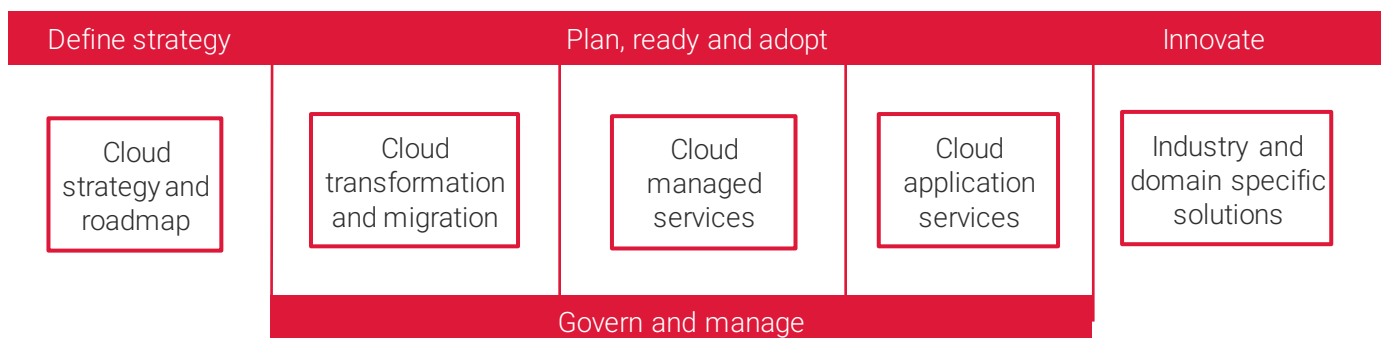 Define strategy
Plan, ready and adopt
Innovate
Cloud
strategy and
roadmap
Cloud
transformation
and migration
Cloud
managed
services
Cloud
application
services
Industry and
domain specific
solutions
Govern and manage